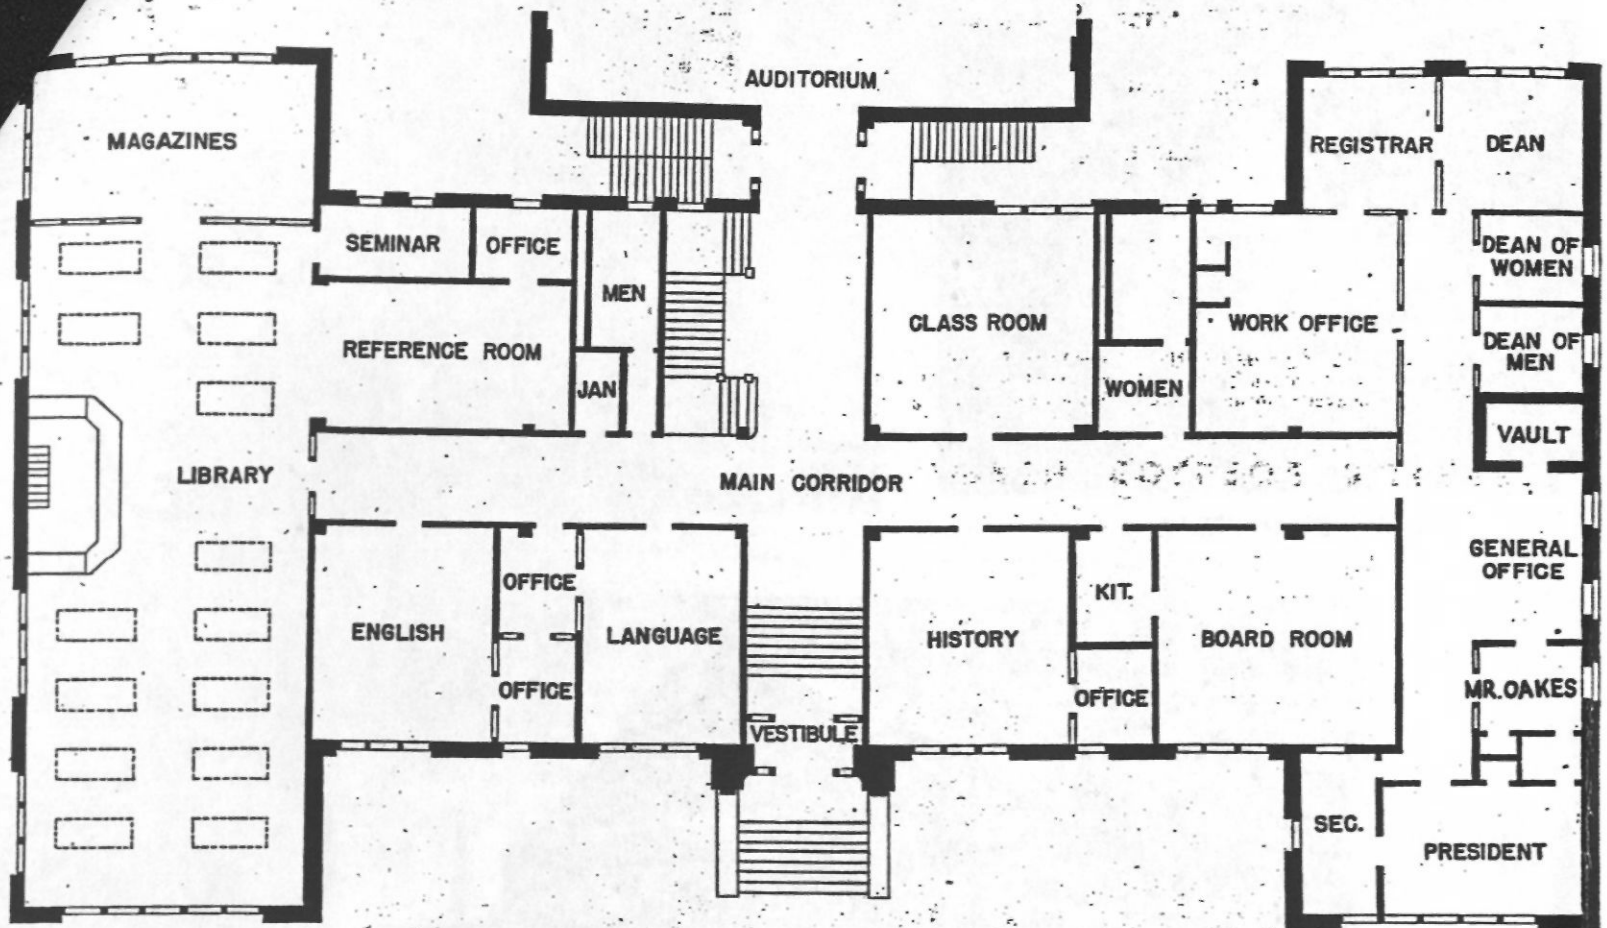 AUDITORIUM
MAGAZINES
REGISTRAR
DEAN
SEMINAR
OFFICE
DEAN OF
WOMEN
MEN
CLASS ROOM
WORK OFFICE
REFERENCE ROOM
DEAN OF
MEN
JAN
WOMEN
VAULT
LIBRARY
MAIN CORRIDOR
GENERAL
OFFICE
OFFICE
KIT.
ENGLISH
LANGUAGE
HISTORY
BOARD ROOM
OFFICE
OFFICE
MR. OAKES
VESTIBULE
SEC.
PRESIDENT